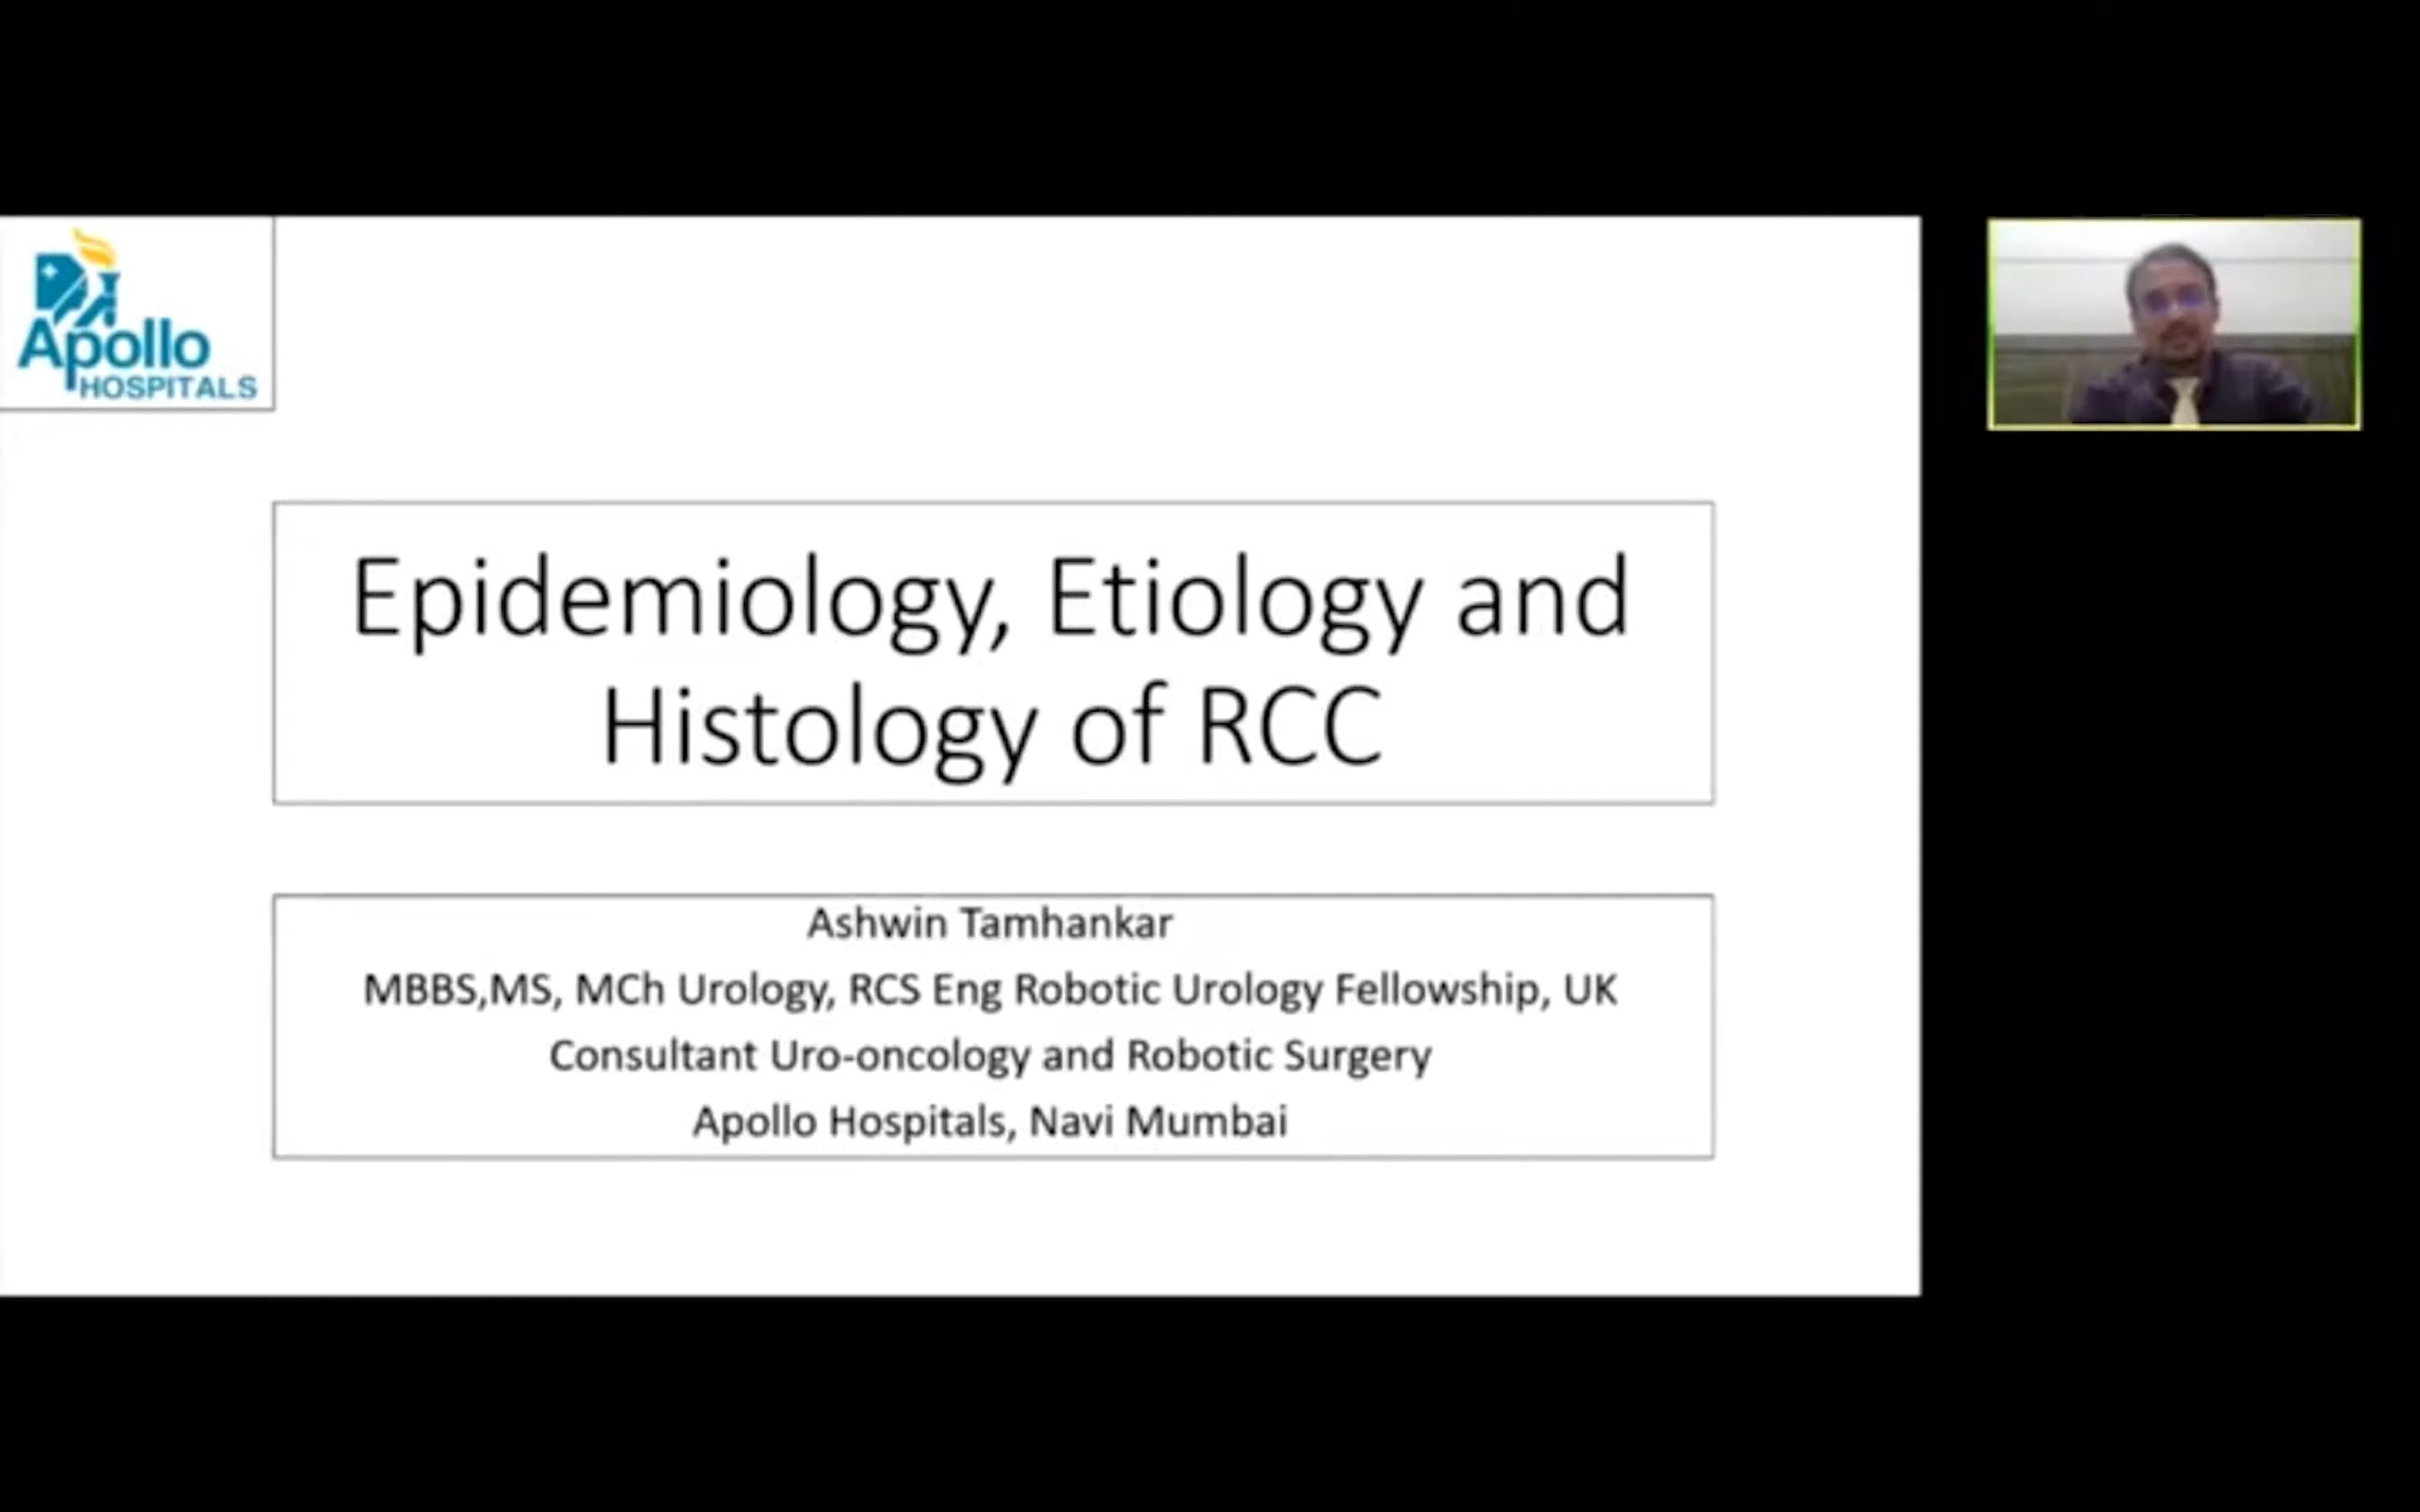 Apollo
HOSPITALS
Epidemiology, Etiology and
Histology of RCC
Ashwin Tamhankar
MBBS,MS, MCh Urology, RCS Eng Robotic Urology Fellowship, UK
Consultant Uro-oncology and Robotic Surgery
Apollo Hospitals, Navi Mumbai